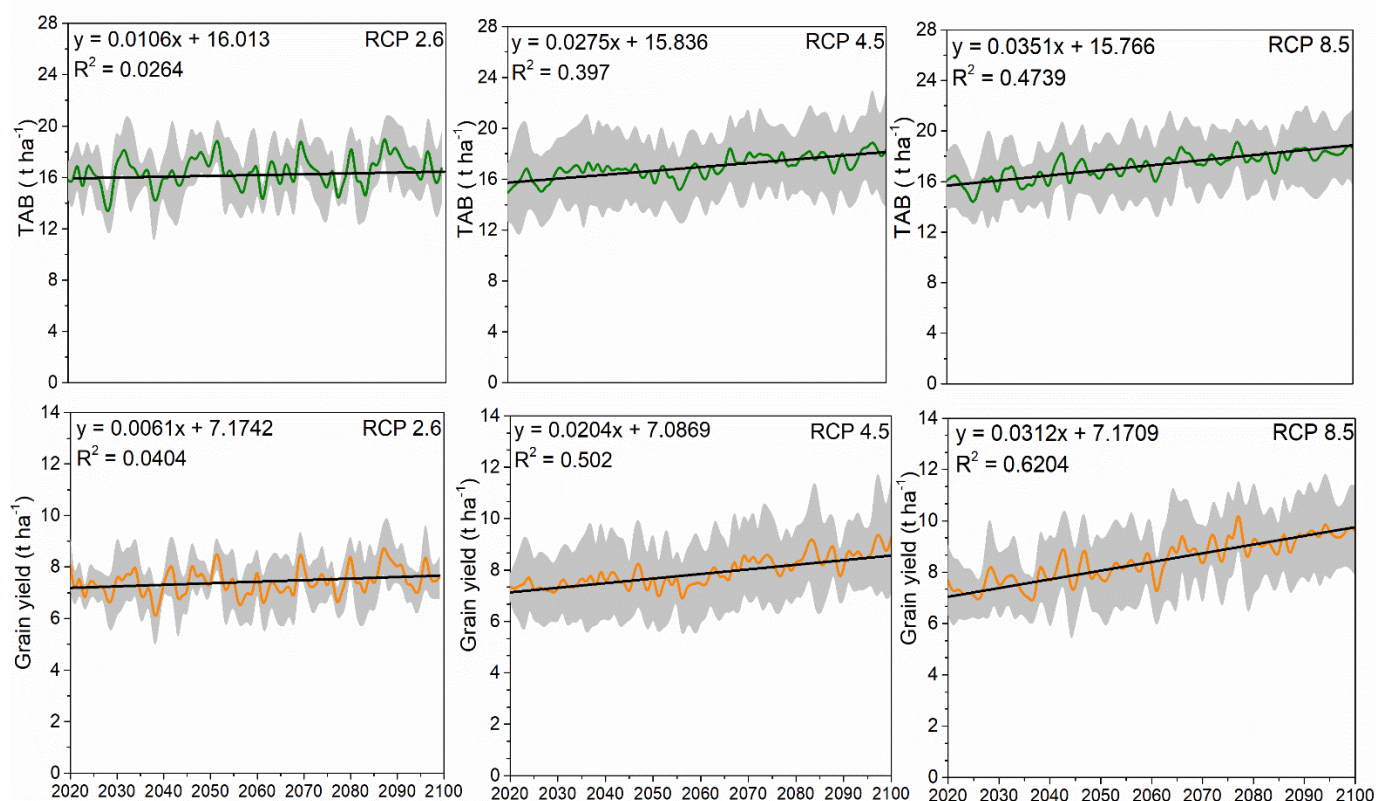 28
24
20
16
12
8
4
0
TAB ( t ha⁻¹)
y = 0.0106x + 16.013
RCP 2.6
R² = 0.0264
28
24
20
16
12
8
4
0
TAB ( t ha⁻¹)
y = 0.0275x + 15.836
RCP 4.5
R² = 0.397
28
24
20
16
12
8
4
0
TAB ( t ha⁻¹)
y = 0.0351x + 15.766
RCP 8.5
R² = 0.4739
14
12
10
8
6
4
2
0
Grain yield (t ha⁻¹)
y = 0.0061x + 7.1742
RCP 2.6
R² = 0.0404
2020 2030 2040 2050 2060 2070 2080 2090 2100
14
12
10
8
6
4
2
0
Grain yield (t ha⁻¹)
y = 0.0204x + 7.0869
RCP 4.5
R² = 0.502
2020 2030 2040 2050 2060 2070 2080 2090 2100
14
12
10
8
6
4
2
0
Grain yield (t ha⁻¹)
y = 0.0312x + 7.1709
RCP 8.5
R² = 0.6204
2020 2030 2040 2050 2060 2070 2080 2090 2100